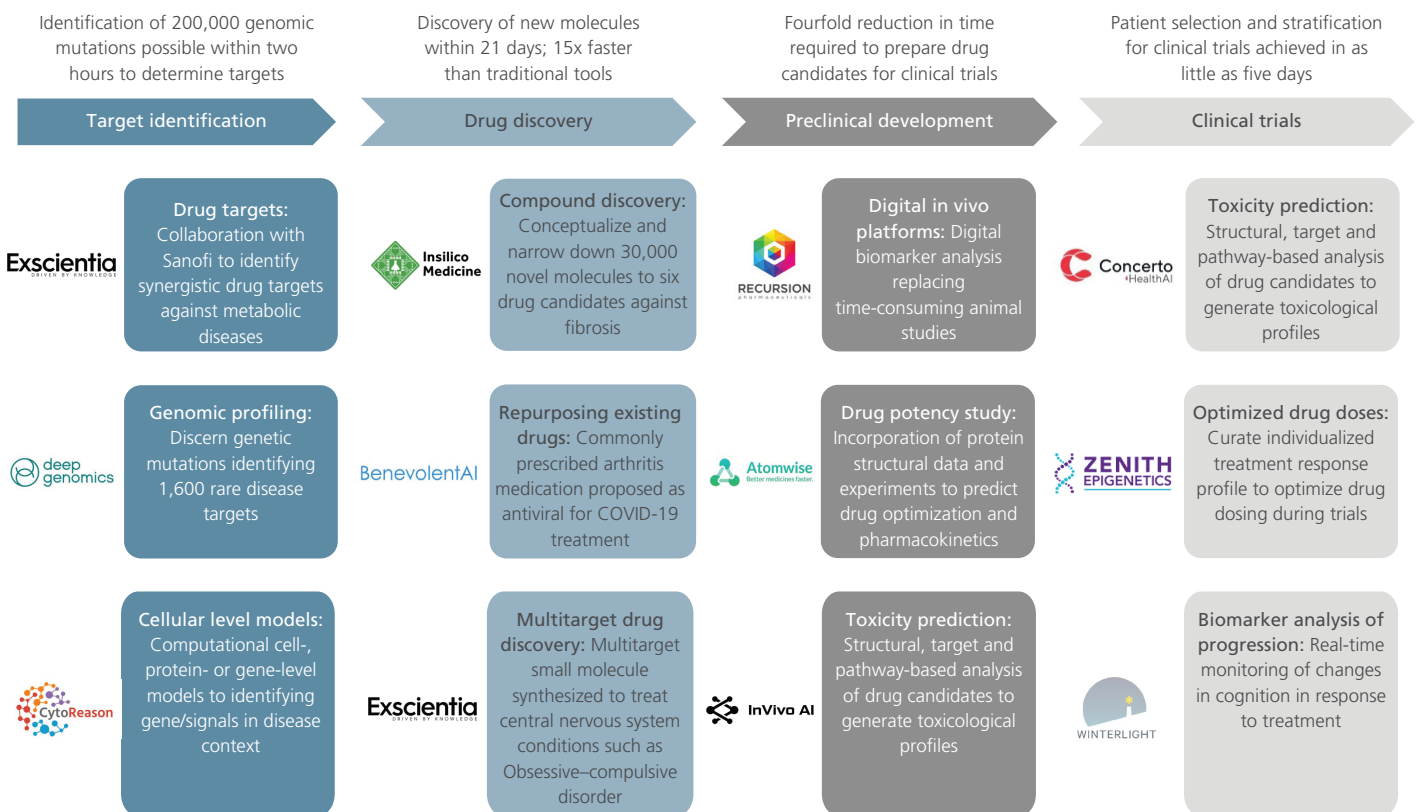 Identification of 200,000 genomic
mutations possible within two
hours to determine targets
Discovery of new molecules
within 21 days; 15x faster
than traditional tools
Fourfold reduction in time
required to prepare drug
candidates for clinical trials
Patient selection and stratification
for clinical trials achieved in as
little as five days
Target identification
Drug discovery
Preclinical development
Clinical trials
Exscientia
DRIVEN BY KNOWLEDGE
Drug targets:
Collaboration with
Sanofi to identify
synergistic drug targets
against metabolic
diseases
Insilico
Medicine
Compound discovery:
Conceptualize and
narrow down 30,000
novel molecules to six
drug candidates against
fibrosis
RECURSION
pharmaceuticals
Digital in vivo
platforms: Digital
biomarker analysis
replacing
time-consuming animal
studies
Concerto
HealthAI
Toxicity prediction:
Structural, target and
pathway-based analysis
of drug candidates to
generate toxicological
profiles
deep
genomics
Genomic profiling:
Discern genetic
mutations identifying
1,600 rare disease
targets
BenevolentAI
Repurposing existing
drugs: Commonly
prescribed arthritis
medication proposed as
antiviral for COVID-19
treatment
Atomwise
Better medicines faster.
Drug potency study:
Incorporation of protein
structural data and
experiments to predict
drug optimization and
pharmacokinetics
ZENITH
EPIGENETICS
Optimized drug doses:
Curate individualized
treatment response
profile to optimize drug
dosing during trials
CytoReason
Cellular level models:
Computational cell-,
protein- or gene-level
models to identifying
gene/signals in disease
context
Exscientia
DRIVEN BY KNOWLEDGE
Multitarget drug
discovery: Multitarget
small molecule
synthesized to treat
central nervous system
conditions such as
Obsessive–compulsive
disorder
InVivo AI
Toxicity prediction:
Structural, target and
pathway-based analysis
of drug candidates to
generate toxicological
profiles
WINTERLIGHT
Biomarker analysis of
progression: Real-time
monitoring of changes
in cognition in response
to treatment